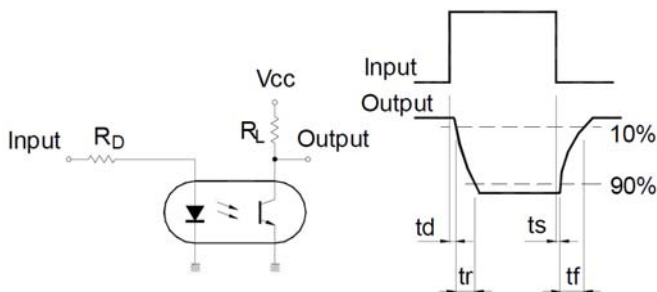 Vcc
Input
R_D
R_L
Output
Input
Output
10%
90%
td
ts
tr
tf